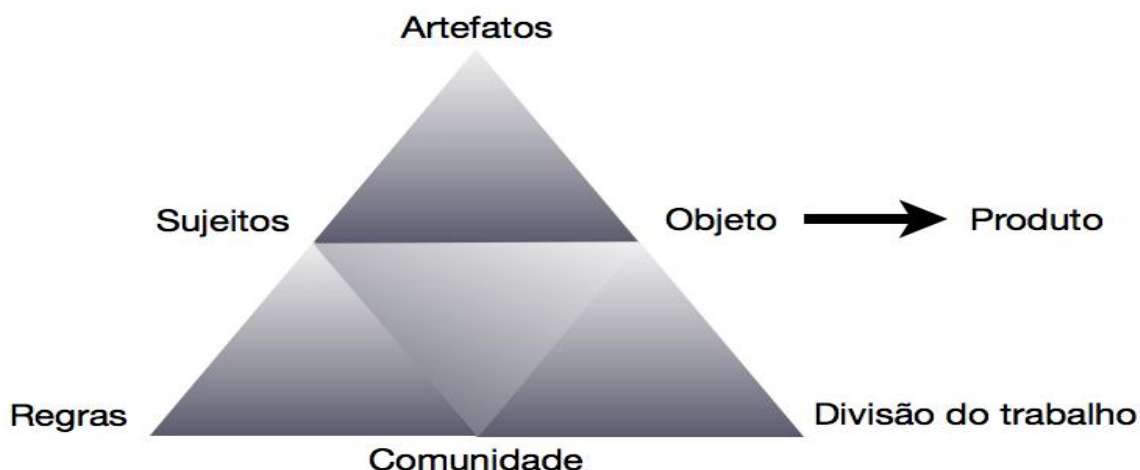 Artefatos
Sujeitos
Objeto
Produto
Regras
Comunidade
Divisão do trabalho